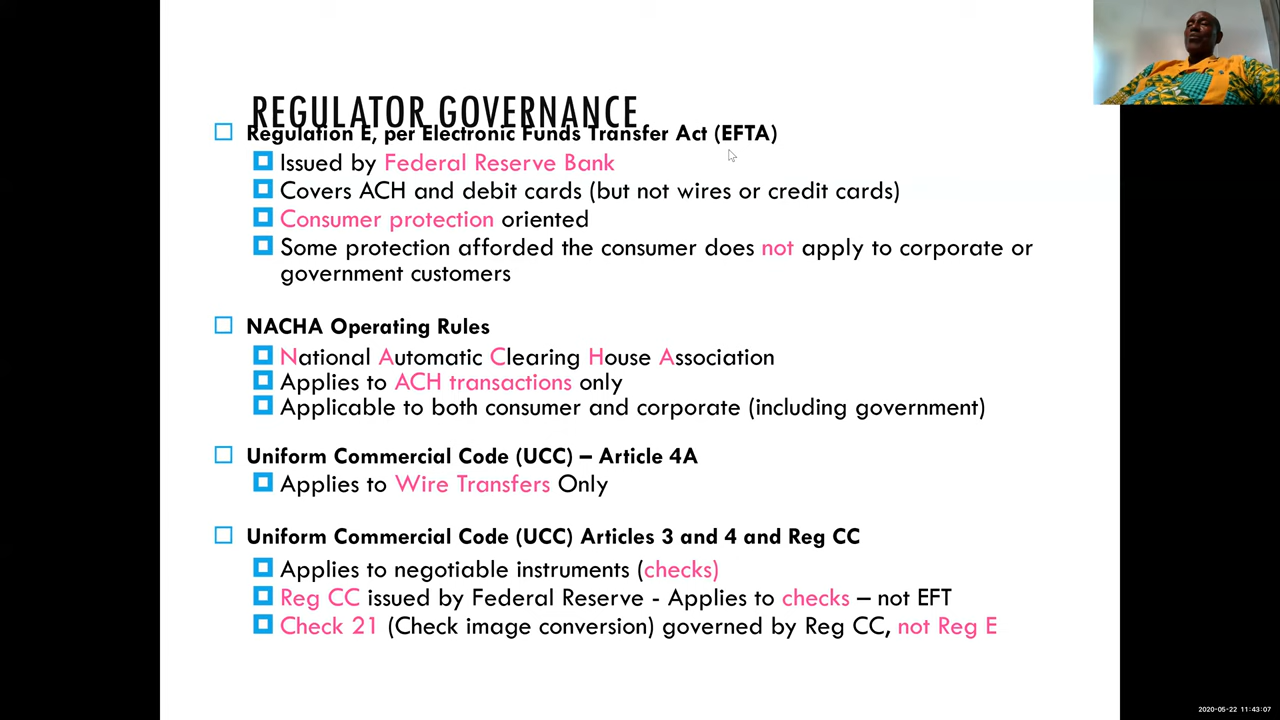 REGULATOR GOVERNANCE
Regulation E, per Electronic Funds Transfer Act (EFTA)
Issued by Federal Reserve Bank
Covers ACH and debit cards (but not wires or credit cards)
Consumer protection oriented
Some protection afforded the consumer does not apply to corporate or
government customers
NACHA Operating Rules
National Automatic Clearing House Association
Applies to ACH transactions only
Applicable to both consumer and corporate (including government)
Uniform Commercial Code (UCC) – Article 4A
Applies to Wire Transfers Only
Uniform Commercial Code (UCC) Articles 3 and 4 and Reg CC
Applies to negotiable instruments (checks)
Reg CC issued by Federal Reserve - Applies to checks – not EFT
Check 21 (Check image conversion) governed by Reg CC, not Reg E
2020-05-22 11:43:07